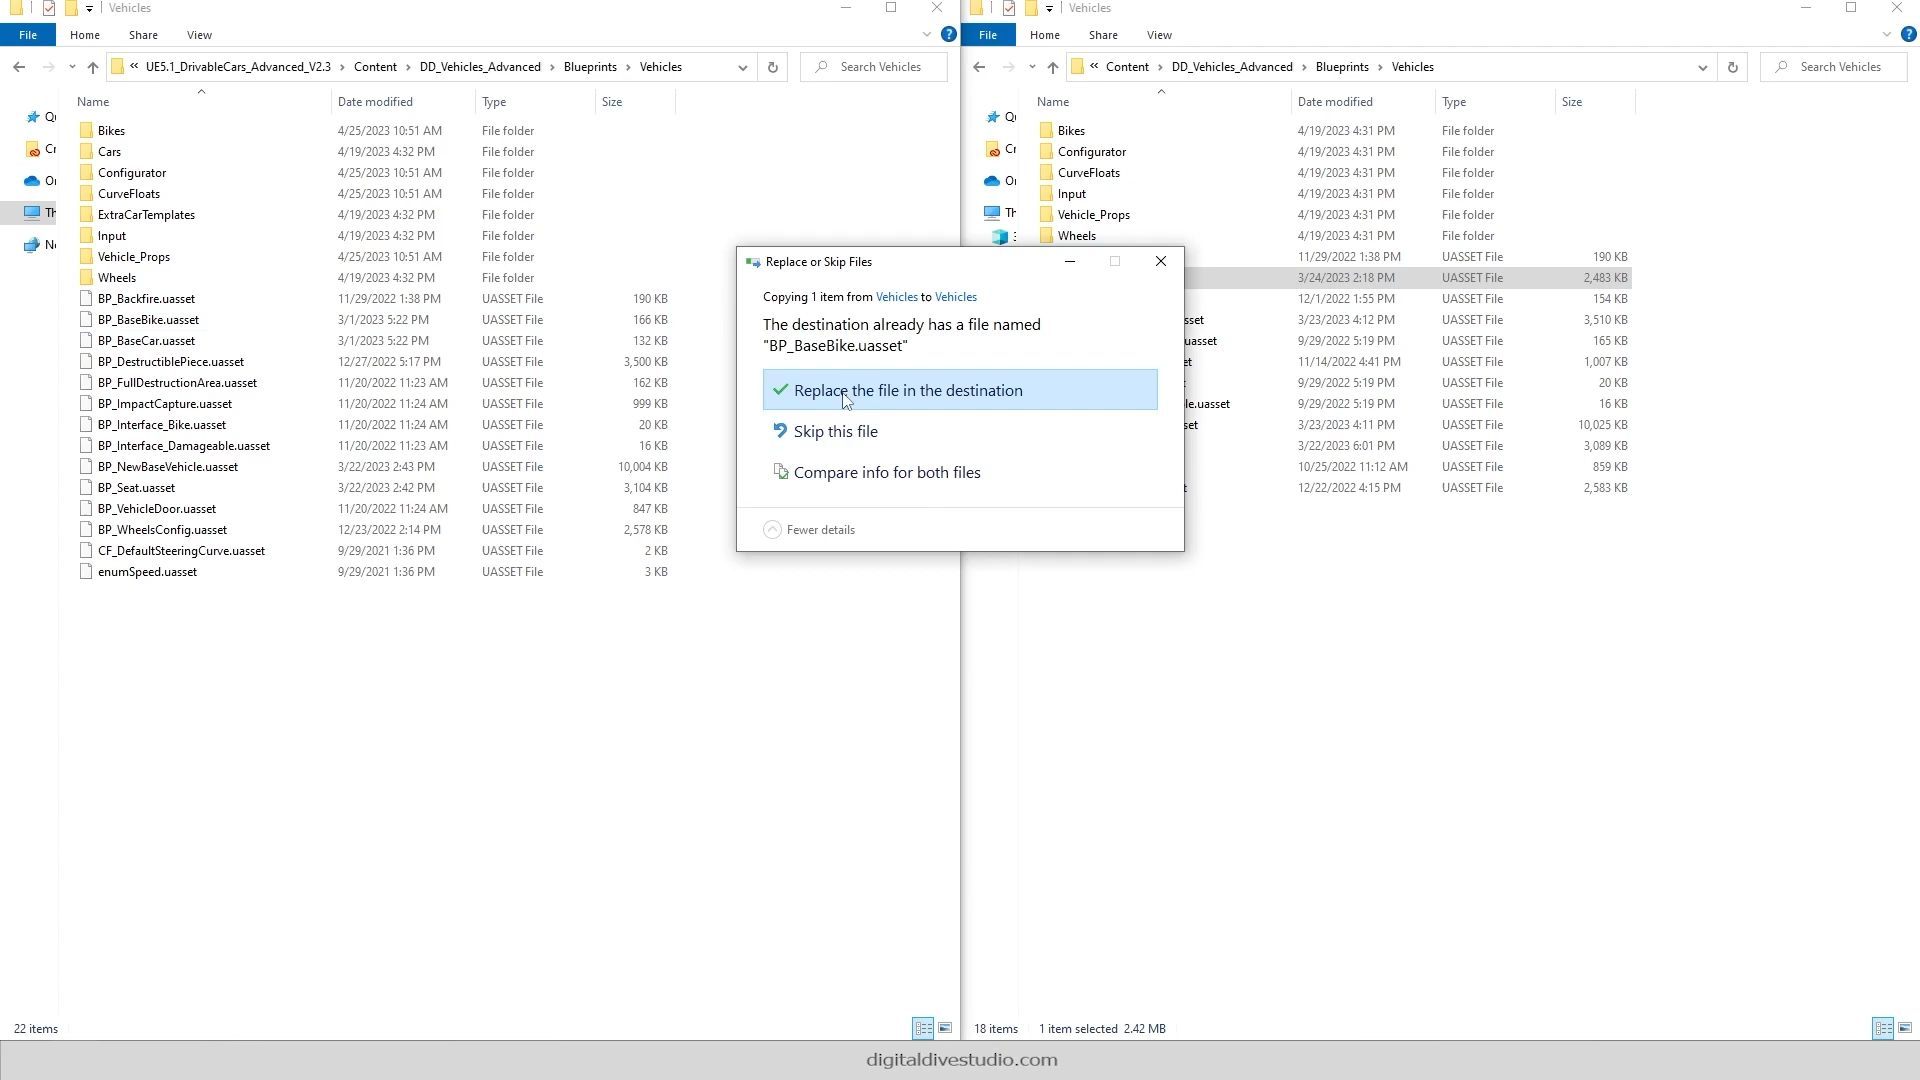 Vehicles
File Home Share View
« UE5.1_DrivableCars_Advanced_V2.3 › Content › DD_Vehicles_Advanced › Blueprints › Vehicles
Search Vehicles
Name Date modified Type Size
Bikes 4/25/2023 10:51 AM File folder
Cars 4/19/2023 4:32 PM File folder
Configurator 4/25/2023 10:51 AM File folder
CurveFloats 4/25/2023 10:51 AM File folder
ExtraCarTemplates 4/19/2023 4:32 PM File folder
Input 4/19/2023 4:32 PM File folder
Vehicle_Props 4/25/2023 10:51 AM File folder
Wheels 4/19/2023 4:32 PM File folder
BP_Backfire.uasset 11/29/2022 1:38 PM UASSET File 190 KB
BP_BaseBike.uasset 3/1/2023 5:22 PM UASSET File 166 KB
BP_BaseCar.uasset 3/1/2023 5:22 PM UASSET File 132 KB
BP_DestructiblePiece.uasset 12/27/2022 5:17 PM UASSET File 3,500 KB
BP_FullDestructionArea.uasset 11/20/2022 11:23 AM UASSET File 162 KB
BP_ImpactCapture.uasset 11/20/2022 11:24 AM UASSET File 999 KB
BP_Interface_Bike.uasset 11/20/2022 11:24 AM UASSET File 20 KB
BP_Interface_Damageable.uasset 11/20/2022 11:23 AM UASSET File 16 KB
BP_NewBaseVehicle.uasset 3/22/2023 2:43 PM UASSET File 10,004 KB
BP_Seat.uasset 3/22/2023 2:42 PM UASSET File 3,104 KB
BP_VehicleDoor.uasset 11/20/2022 11:24 AM UASSET File 847 KB
BP_WheelsConfig.uasset 12/23/2022 2:14 PM UASSET File 2,578 KB
CF_DefaultSteeringCurve.uasset 9/29/2021 1:36 PM UASSET File 2 KB
enumSpeed.uasset 9/29/2021 1:36 PM UASSET File 3 KB
22 items
Vehicles
File Home Share View
« Content › DD_Vehicles_Advanced › Blueprints › Vehicles
Search Vehicles
Name Date modified Type Size
Bikes 4/19/2023 4:31 PM File folder
Configurator 4/19/2023 4:31 PM File folder
CurveFloats 4/19/2023 4:31 PM File folder
Input 4/19/2023 4:31 PM File folder
Vehicle_Props 4/19/2023 4:31 PM File folder
Wheels 4/19/2023 4:31 PM File folder
11/29/2022 1:38 PM UASSET File 190 KB
3/24/2023 2:18 PM UASSET File 2,483 KB
12/1/2022 1:55 PM UASSET File 154 KB
sset 3/23/2023 4:12 PM UASSET File 3,510 KB
uasset 9/29/2022 5:19 PM UASSET File 165 KB
et 11/14/2022 4:41 PM UASSET File 1,007 KB
9/29/2022 5:19 PM UASSET File 20 KB
le.uasset 9/29/2022 5:19 PM UASSET File 16 KB
set 3/23/2023 4:11 PM UASSET File 10,025 KB
3/22/2023 6:01 PM UASSET File 3,089 KB
10/25/2022 11:12 AM UASSET File 859 KB
12/22/2022 4:15 PM UASSET File 2,583 KB
18 items 1 item selected 2.42 MB
Replace or Skip Files
Copying 1 item from Vehicles to Vehicles
The destination already has a file named
"BP_BaseBike.uasset"
Replace the file in the destination
Skip this file
Compare info for both files
Fewer details
digitaldivestudio.com